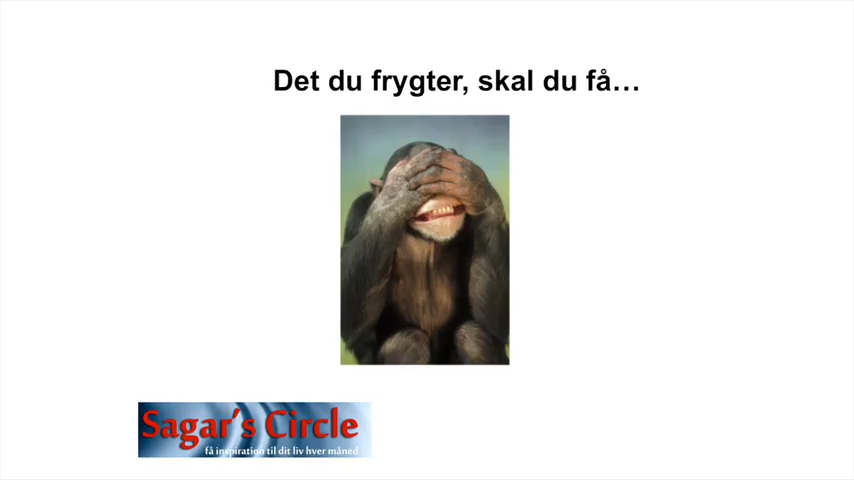 Det du frygter, skal du få…
Sagar's Circle
få inspiration til dit liv hver måned